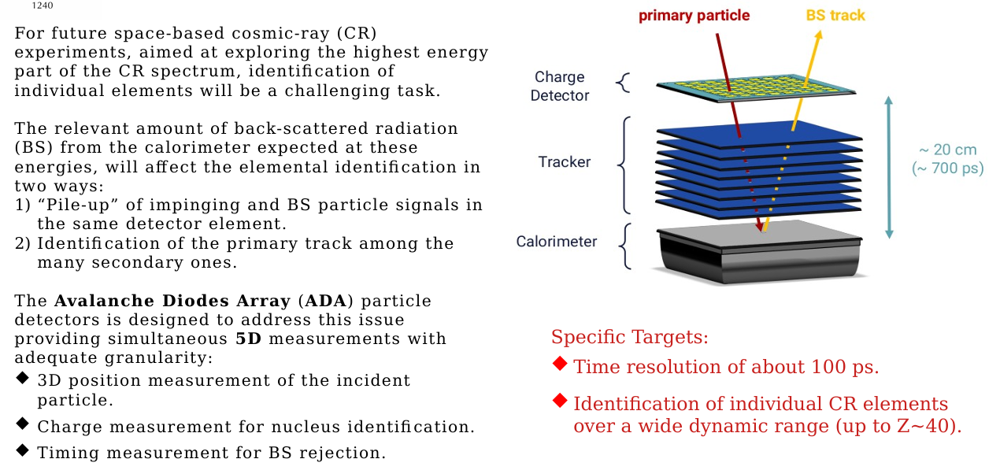 1240
For future space-based cosmic-ray (CR)
experiments, aimed at exploring the highest energy
part of the CR spectrum, identification of
individual elements will be a challenging task.
The relevant amount of back-scattered radiation
(BS) from the calorimeter expected at these
energies, will affect the elemental identification in
two ways:
1) “Pile-up” of impinging and BS particle signals in
the same detector element.
2) Identification of the primary track among the
many secondary ones.
The Avalanche Diodes Array (ADA) particle
detectors is designed to address this issue
providing simultaneous 5D measurements with
adequate granularity:
◆ 3D position measurement of the incident
particle.
◆ Charge measurement for nucleus identification.
◆ Timing measurement for BS rejection.
primary particle
BS track
Charge
Detector
Tracker
Calorimeter
~ 20 cm
(~ 700 ps)
Specific Targets:
◆ Time resolution of about 100 ps.
◆ Identification of individual CR elements
over a wide dynamic range (up to Z~40).